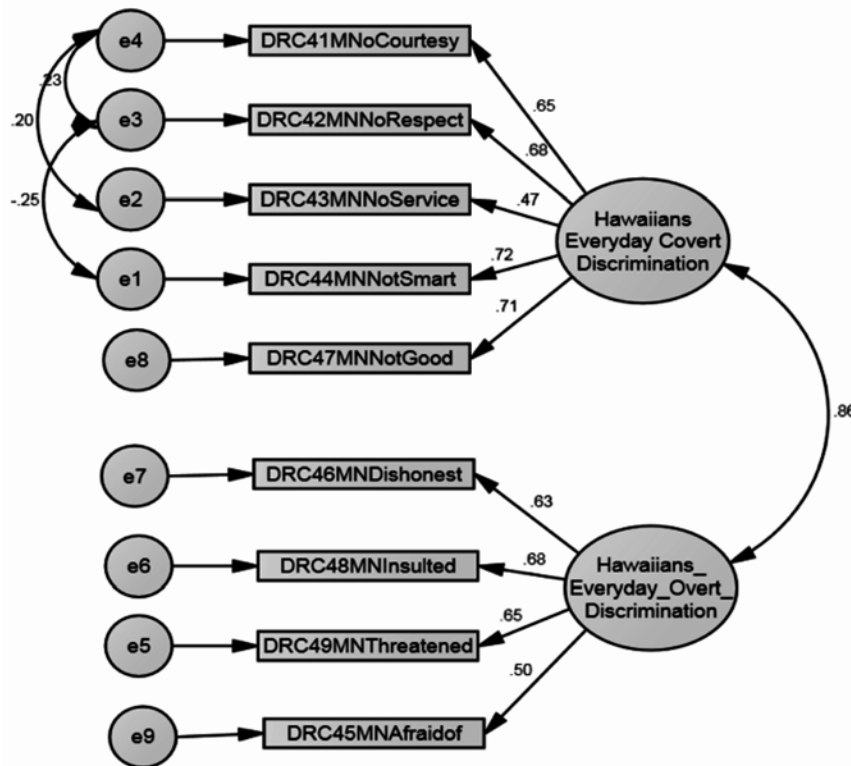 e4
DRC41MNoCourtesy
.23
.65
e3
DRC42MNNoRespect
.20
.68
e2
DRC43MNNoService
-.25
.47
Hawaiians
Everyday Covert
Discrimination
e1
DRC44MNNotSmart
.72
e8
DRC47MNNotGood
.71
.86
e7
DRC46MNDishonest
.63
e6
DRC48MNInsulted
.68
Hawaiians_
Everyday_Overt_
Discrimination
e5
DRC49MNThreatened
.65
.50
e9
DRC45MNAfraidof